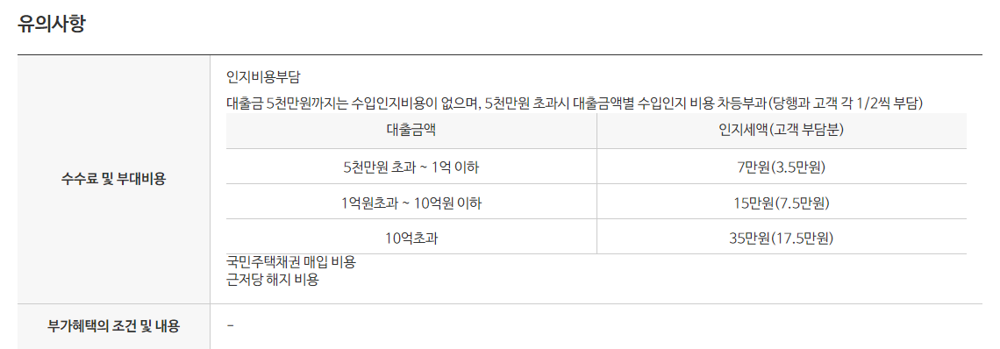 유의사항
수수료 및 부대비용
인지비용부담
대출금 5천만원까지는 수입인지비용이 없으며, 5천만원 초과시 대출금액별 수입인지 비용 차등부과(당행과 고객 각 1/2씩 부담)
대출금액 인지세액(고객 부담분)
5천만원 초과 ~ 1억 이하 7만원(3.5만원)
1억원초과 ~ 10억원 이하 15만원(7.5만원)
10억초과 35만원(17.5만원)
국민주택채권 매입 비용
근저당 해지 비용
부가혜택의 조건 및 내용 -